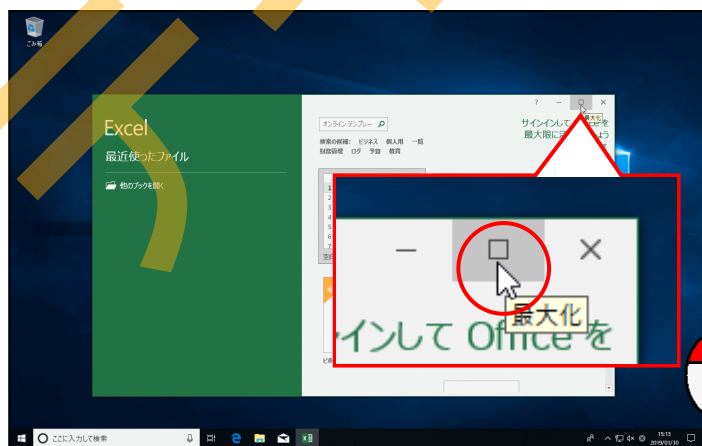 ごみ箱
? － □ ×
最大化
Excel
最近使ったファイル
他のブックを開く
オンライン テンプレー
検索の候補: ビジネス 個人用 一覧
財務管理 ログ 予算 教育
サインインして Office を
最大限に
1
2
3
4
5
6
7
インして Office を
最大化
ここに入力して検索
15:13
2019/01/10